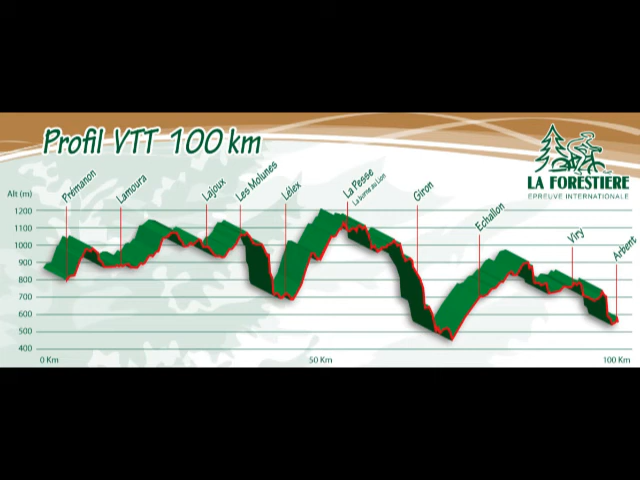 Profil VTT 100 km
LA FORESTIÈRE
EPREUVE INTERNATIONALE
Alt (m)
Prémanon
Lamoura
Lajoux
Les Molunes
Lélex
La Pesse
La borne au Lion
Giron
Echallon
Viry
Arbent
1200
1100
1000
900
800
700
600
500
400
0 Km
50 Km
100 Km